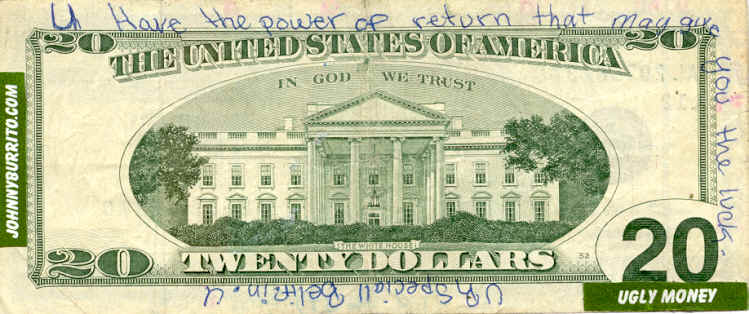 U Have the power of return that may give
you the luck.
20
THE UNITED STATES OF AMERICA
20
IN GOD WE TRUST
JOHNNYBURRITO.COM
THE WHITE HOUSE
20
TWENTY DOLLARS
20
UGLY MONEY
UR Special